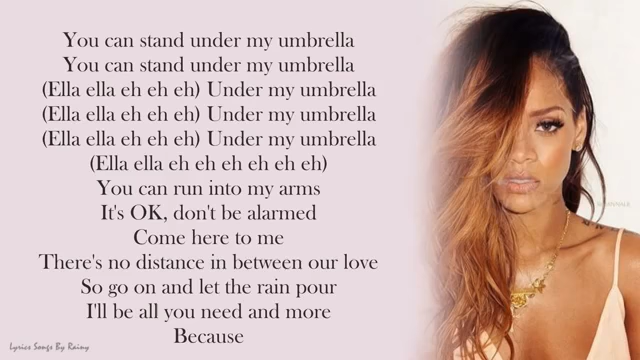 You can stand under my umbrella
You can stand under my umbrella
(Ella ella eh eh eh) Under my umbrella
(Ella ella eh eh eh) Under my umbrella
(Ella ella eh eh eh) Under my umbrella
(Ella ella eh eh eh eh eh eh)
You can run into my arms
It's OK, don't be alarmed
Come here to me
There's no distance in between our love
So go on and let the rain pour
I'll be all you need and more
Because
Lyrics Songs By Rainy